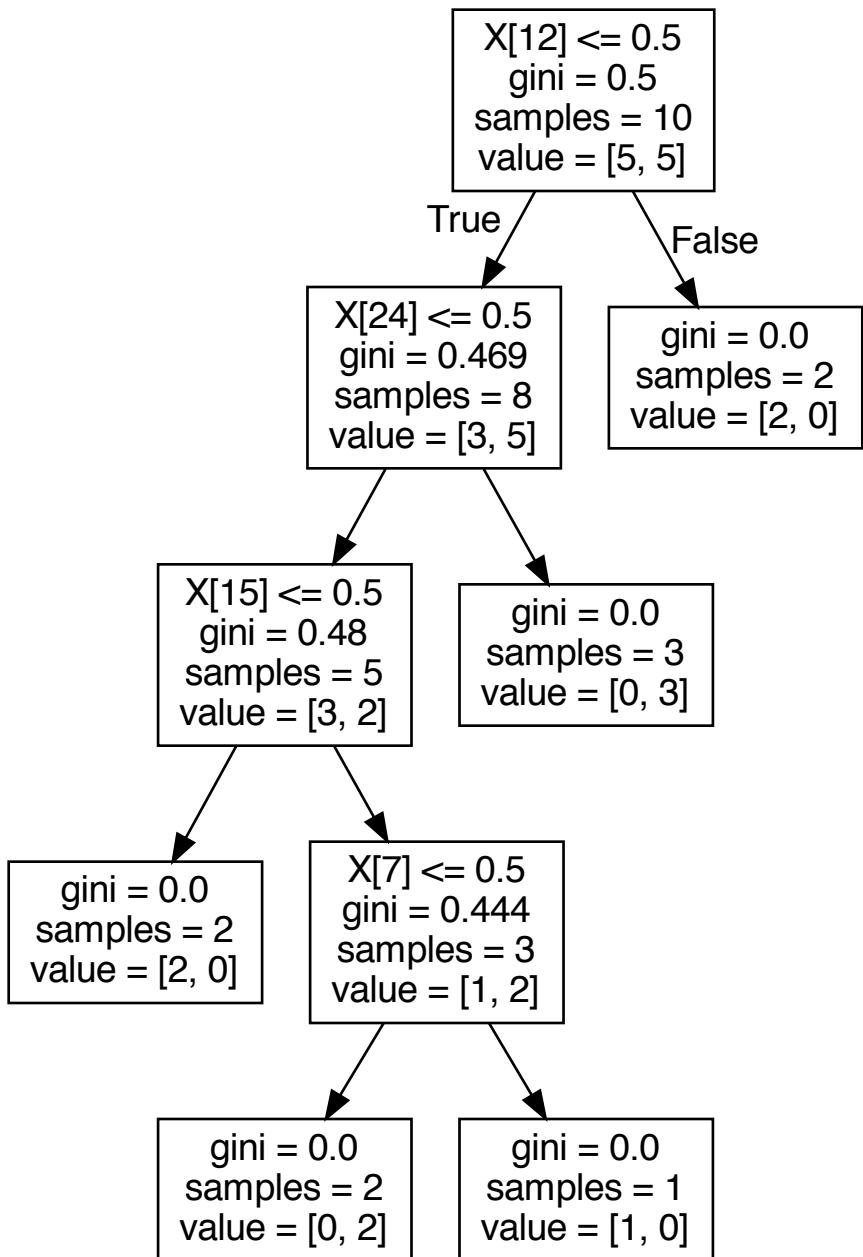 X[12] <= 0.5
gini = 0.5
samples = 10
value = [5, 5]
True
False
X[24] <= 0.5
gini = 0.469
samples = 8
value = [3, 5]
gini = 0.0
samples = 2
value = [2, 0]
X[15] <= 0.5
gini = 0.48
samples = 5
value = [3, 2]
gini = 0.0
samples = 3
value = [0, 3]
gini = 0.0
samples = 2
value = [2, 0]
X[7] <= 0.5
gini = 0.444
samples = 3
value = [1, 2]
gini = 0.0
samples = 2
value = [0, 2]
gini = 0.0
samples = 1
value = [1, 0]